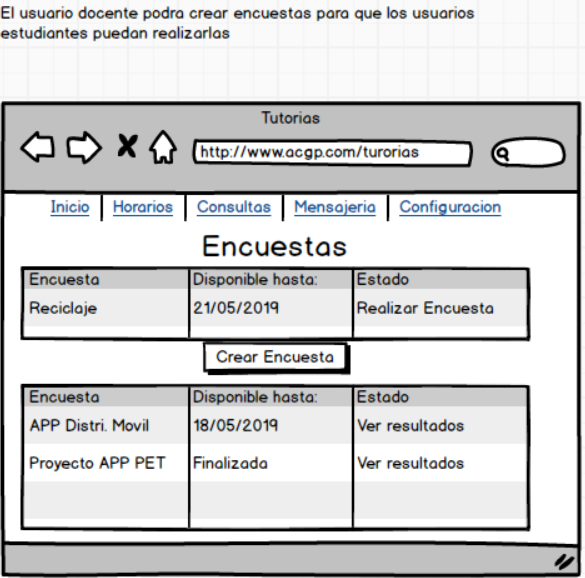 El usuario docente podra crear encuestas para que los usuarios
estudiantes puedan realizarlas
Tutorias
http://www.acgp.com/turorias
Inicio Horarios Consultas Mensajeria Configuracion
Encuestas
Encuesta Disponible hasta: Estado
Reciclaje 21/05/2019 Realizar Encuesta
Crear Encuesta
Encuesta Disponible hasta: Estado
APP Distri. Movil 18/05/2019 Ver resultados
Proyecto APP PET Finalizada Ver resultados